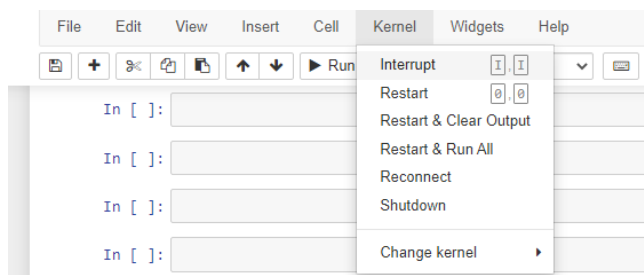 File Edit View Insert Cell Kernel Widgets Help
Run
Interrupt I,I
Restart 0,0
Restart & Clear Output
Restart & Run All
Reconnect
Shutdown
Change kernel
In [ ]:
In [ ]:
In [ ]:
In [ ]: